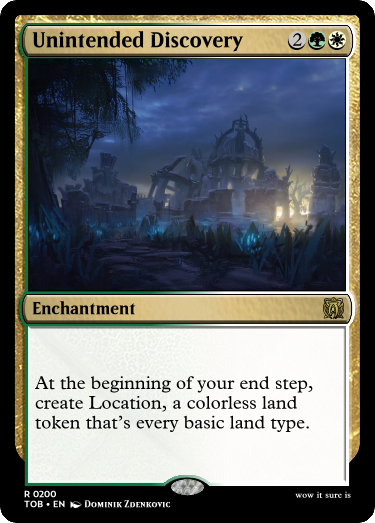 Unintended Discovery 2
Enchantment
At the beginning of your end step,
create Location, a colorless land
token that's every basic land type.
R 0200
TOB • EN Dominik Zdenkovic
wow it sure is